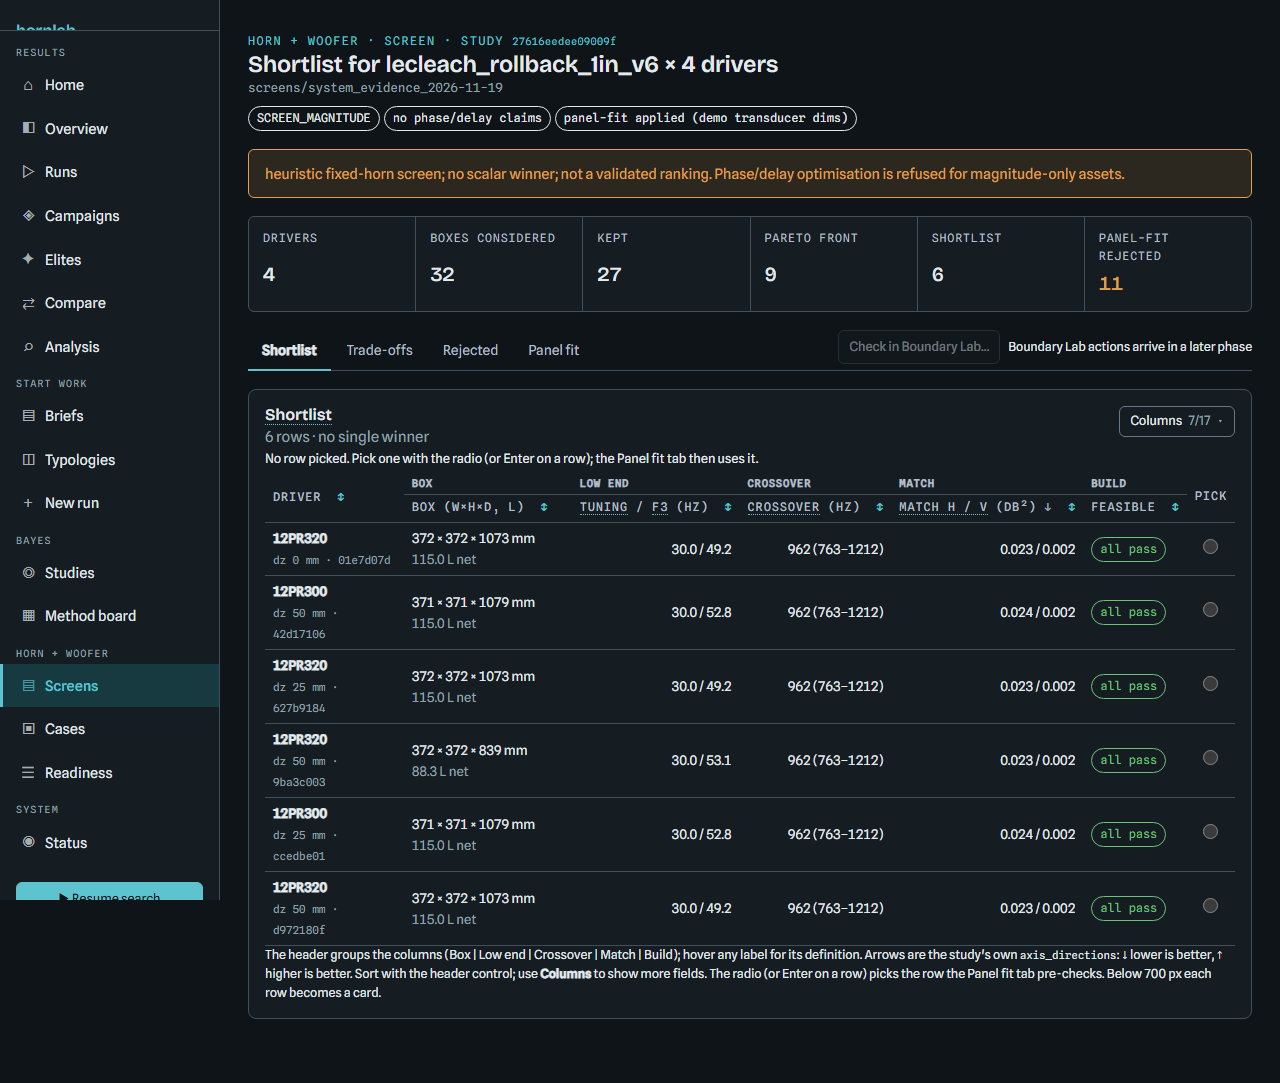 hornlab
RESULTS
Home
Overview
Runs
Campaigns
Elites
Compare
Analysis
START WORK
Briefs
Typologies
New run
BAYES
Studies
Method board
HORN + WOOFER
Screens
Cases
Readiness
SYSTEM
Status
▶ Resume search
HORN + WOOFER · SCREEN · STUDY 27616eedee09009f
Shortlist for lecleach_rollback_1in_v6 × 4 drivers
screens/system_evidence_2026-11-19
SCREEN_MAGNITUDE no phase/delay claims panel-fit applied (demo transducer dims)
heuristic fixed-horn screen; no scalar winner; not a validated ranking. Phase/delay optimisation is refused for magnitude-only assets.
DRIVERS
4
BOXES CONSIDERED
32
KEPT
27
PARETO FRONT
9
SHORTLIST
6
PANEL-FIT
REJECTED
11
Shortlist Trade-offs Rejected Panel fit Check in Boundary Lab... Boundary Lab actions arrive in a later phase
Shortlist
6 rows · no single winner
Columns 7/17
No row picked. Pick one with the radio (or Enter on a row); the Panel fit tab then uses it.
BOX LOW END CROSSOVER MATCH BUILD
DRIVER ⇕ BOX (W×H×D, L) ⇕ TUNING / F3 (HZ) ⇕ CROSSOVER (HZ) ⇕ MATCH H / V (DB²) ↓ ⇕ FEASIBLE ⇕ PICK
12PR320
dz 0 mm · 01e7d07d
372 × 372 × 1073 mm
115.0 L net
30.0 / 49.2 962 (763–1212) 0.023 / 0.002 all pass
12PR300
dz 50 mm ·
42d17106
371 × 371 × 1079 mm
115.0 L net
30.0 / 52.8 962 (763–1212) 0.024 / 0.002 all pass
12PR320
dz 25 mm ·
627b9184
372 × 372 × 1073 mm
115.0 L net
30.0 / 49.2 962 (763–1212) 0.023 / 0.002 all pass
12PR320
dz 50 mm ·
9ba3c003
372 × 372 × 839 mm
88.3 L net
30.0 / 53.1 962 (763–1212) 0.023 / 0.002 all pass
12PR300
dz 25 mm ·
ccedbe01
371 × 371 × 1079 mm
115.0 L net
30.0 / 52.8 962 (763–1212) 0.024 / 0.002 all pass
12PR320
dz 50 mm ·
d972180f
372 × 372 × 1073 mm
115.0 L net
30.0 / 49.2 962 (763–1212) 0.023 / 0.002 all pass
The header groups the columns (Box | Low end | Crossover | Match | Build); hover any label for its definition. Arrows are the study's own axis_directions: ↓ lower is better, ↑
higher is better. Sort with the header control; use Columns to show more fields. The radio (or Enter on a row) picks the row the Panel fit tab pre-checks. Below 700 px each
row becomes a card.